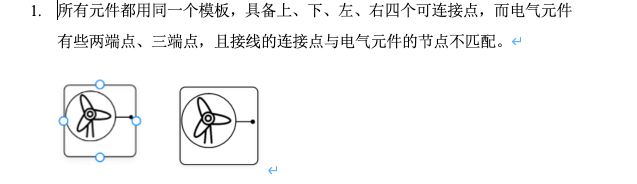 1. 所有元件都用同一个模板，具备上、下、左、右四个可连接点，而电气元件
有些两端点、三端点，且接线的连接点与电气元件的节点不匹配。